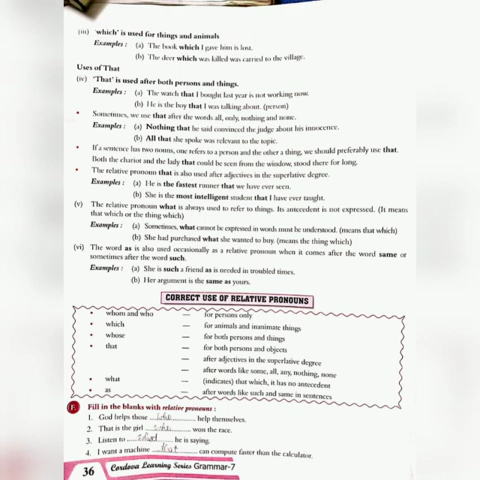 (iii) 'which' is used for things and animals
Examples : (a) The book which I gave him is lost.
(b) The deer which was killed was carried to the village.
Uses of That
(iv) 'That' is used after both persons and things.
Examples : (a) The watch that I bought last year is not working now.
(b) He is the boy that I was talking about. (person)
• Sometimes, we use that after the words all, only, nothing and none.
Examples : (a) Nothing that he said convinced the judge about his innocence.
(b) All that she spoke was relevant to the topic.
• If a sentence has two nouns, one refers to a person and the other a thing, we should preferably use that.
Both the chariot and the lady that could be seen from the window, stood there for long.
• The relative pronoun that is also used after adjectives in the superlative degree.
Examples : (a) He is the fastest runner that we have ever seen.
(b) She is the most intelligent student that I have ever taught.
(v) The relative pronoun what is always used to refer to things. Its antecedent is not expressed. (It means
that which or the thing which)
Examples : (a) Sometimes, what cannot be expressed in words must be understood. (means that which)
(b) She had purchased what she wanted to buy. (means the thing which)
(vi) The word as is also used occasionally as a relative pronoun when it comes after the word same or
sometimes after the word such.
Examples : (a) She is such a friend as is needed in troubled times.
(b) Her argument is the same as yours.
CORRECT USE OF RELATIVE PRONOUNS
• whom and who — for persons only
• which — for animals and inanimate things
• whose — for both persons and things
• that — for both persons and objects
— after adjectives in the superlative degree
— after words like some, all, any, nothing, none
• what — (indicates) that which, it has no antecedent
• as — after words like such and same in sentences
F. Fill in the blanks with relative pronouns :
1. God helps those who help themselves.
2. That is the girl who won the race.
3. Listen to what he is saying.
4. I want a machine that can compute faster than the calculator.
36 Cordova Learning Series Grammar-7